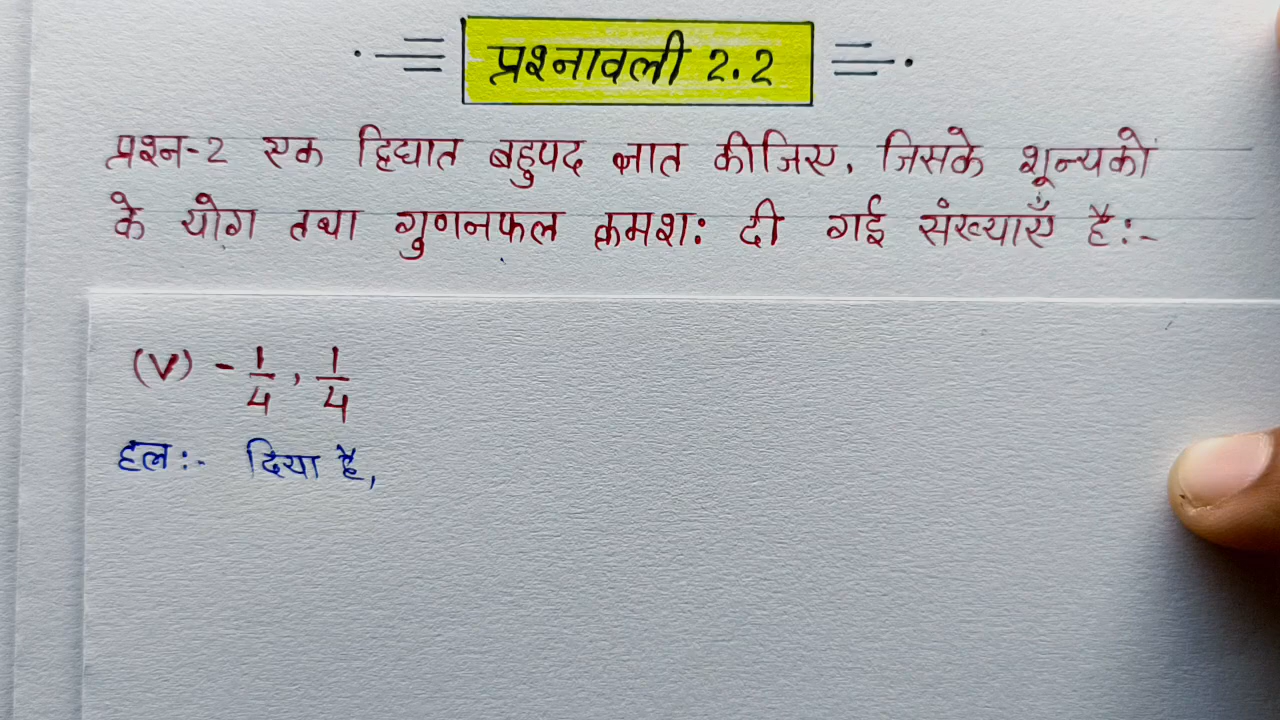 प्रश्नावली 2.2
प्रश्न-2 एक द्विघात बहुपद ज्ञात कीजिए, जिसके शून्यको
के योग तथा गुणनफल क्रमश: दी गई संख्याएँ है:-
(V) - 1/4, 1/4
हल:- दिया है,